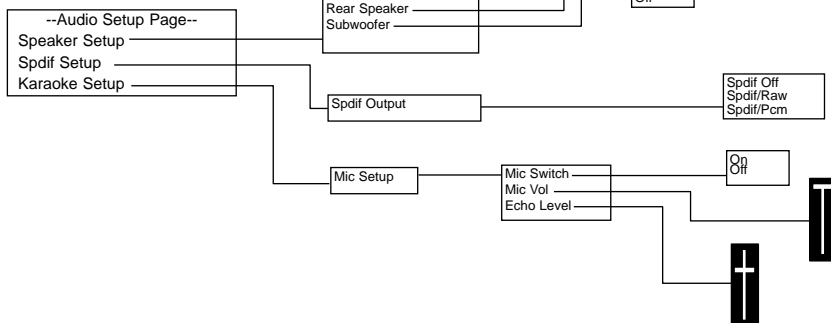 Rear Speaker
Subwoofer
--Audio Setup Page--
Speaker Setup
Spdif Setup
Karaoke Setup
Spdif Output
Spdif Off
Spdif/Raw
Spdif/Pcm
Mic Setup
Mic Switch
Mic Vol
Echo Level
On
Off